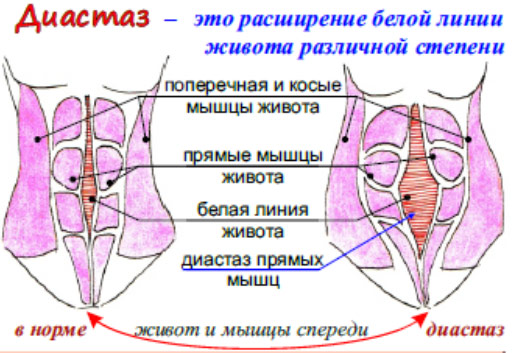 Диастаз – это расширение белой линии
живота различной степени
поперечная и косые
мышцы живота
прямые мышцы
живота
белая линия
живота
диастаз прямых
мышц
в норме живот и мышцы спереди диастаз